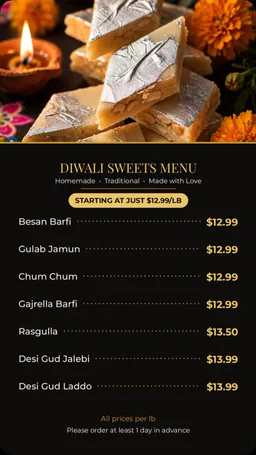 DIWALI SWEETS MENU
Homemade • Traditional • Made with Love
STARTING AT JUST $12.99/LB
Besan Barfi $12.99
Gulab Jamun $12.99
Chum Chum $12.99
Gajrella Barfi $12.99
Rasgulla $13.50
Desi Gud Jalebi $13.99
Desi Gud Laddo $13.99
All prices per lb
Please order at least 1 day in advance